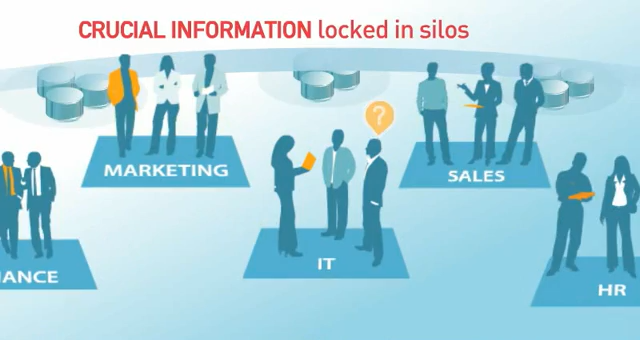 CRUCIAL INFORMATION locked in silos
?
MARKETING
SALES
IT
ANCE
HR